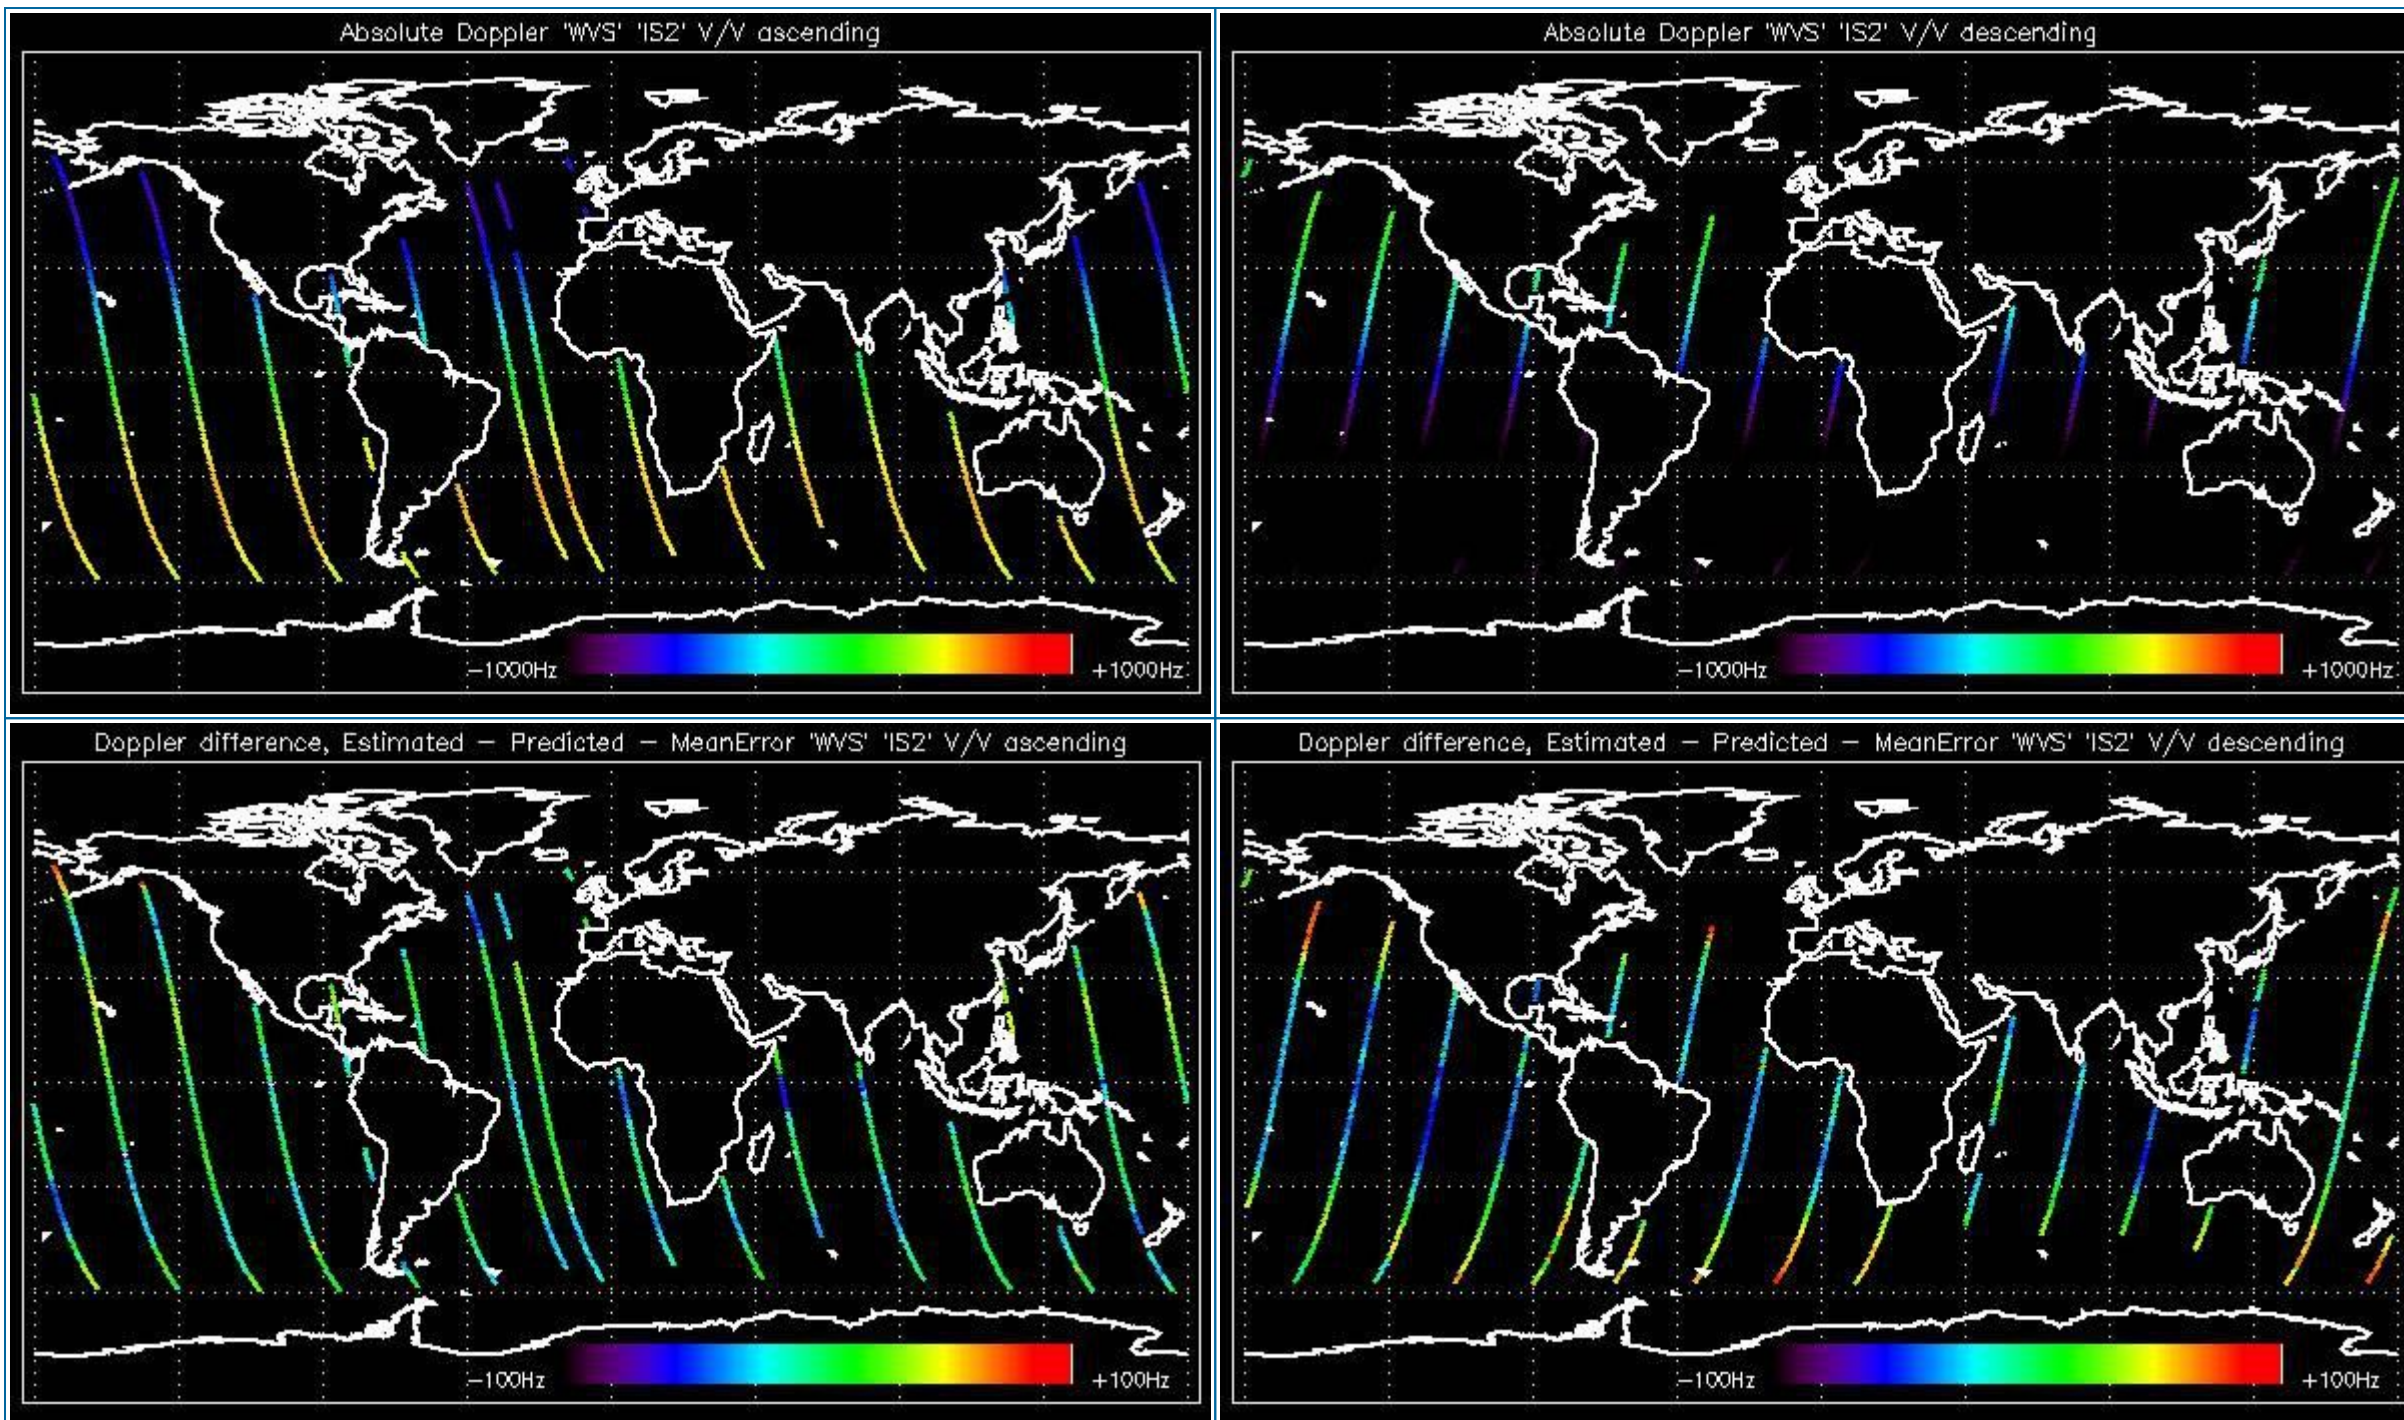 Absolute Doppler 'WVS' 'IS2' V/V ascending
-1000Hz
+1000Hz
Absolute Doppler 'WVS' 'IS2' V/V descending
-1000Hz
+1000Hz
Doppler difference, Estimated - Predicted - MeanError 'WVS' 'IS2' V/V ascending
-100Hz
+100Hz
Doppler difference, Estimated - Predicted - MeanError 'WVS' 'IS2' V/V descending
-100Hz
+100Hz